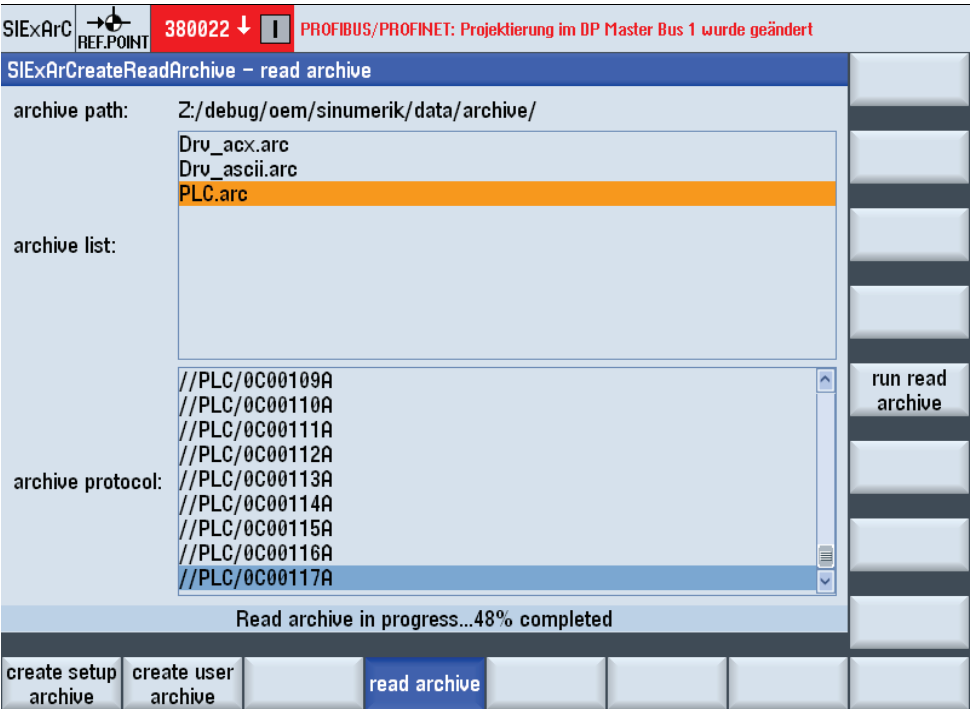 SIExArC
REF.POINT
380022 ↓
PROFIBUS/PROFINET: Projektierung im DP Master Bus 1 wurde geändert
SIExArCreateReadArchive – read archive
archive path: Z:/debug/oem/sinumerik/data/archive/
Drv_acx.arc
Drv_ascii.arc
PLC.arc
archive list:
//PLC/0C00109A
//PLC/0C00110A
//PLC/0C00111A
//PLC/0C00112A
//PLC/0C00113A
//PLC/0C00114A
//PLC/0C00115A
//PLC/0C00116A
//PLC/0C00117A
archive protocol:
Read archive in progress...48% completed
run read
archive
create setup
archive
create user
archive
read archive